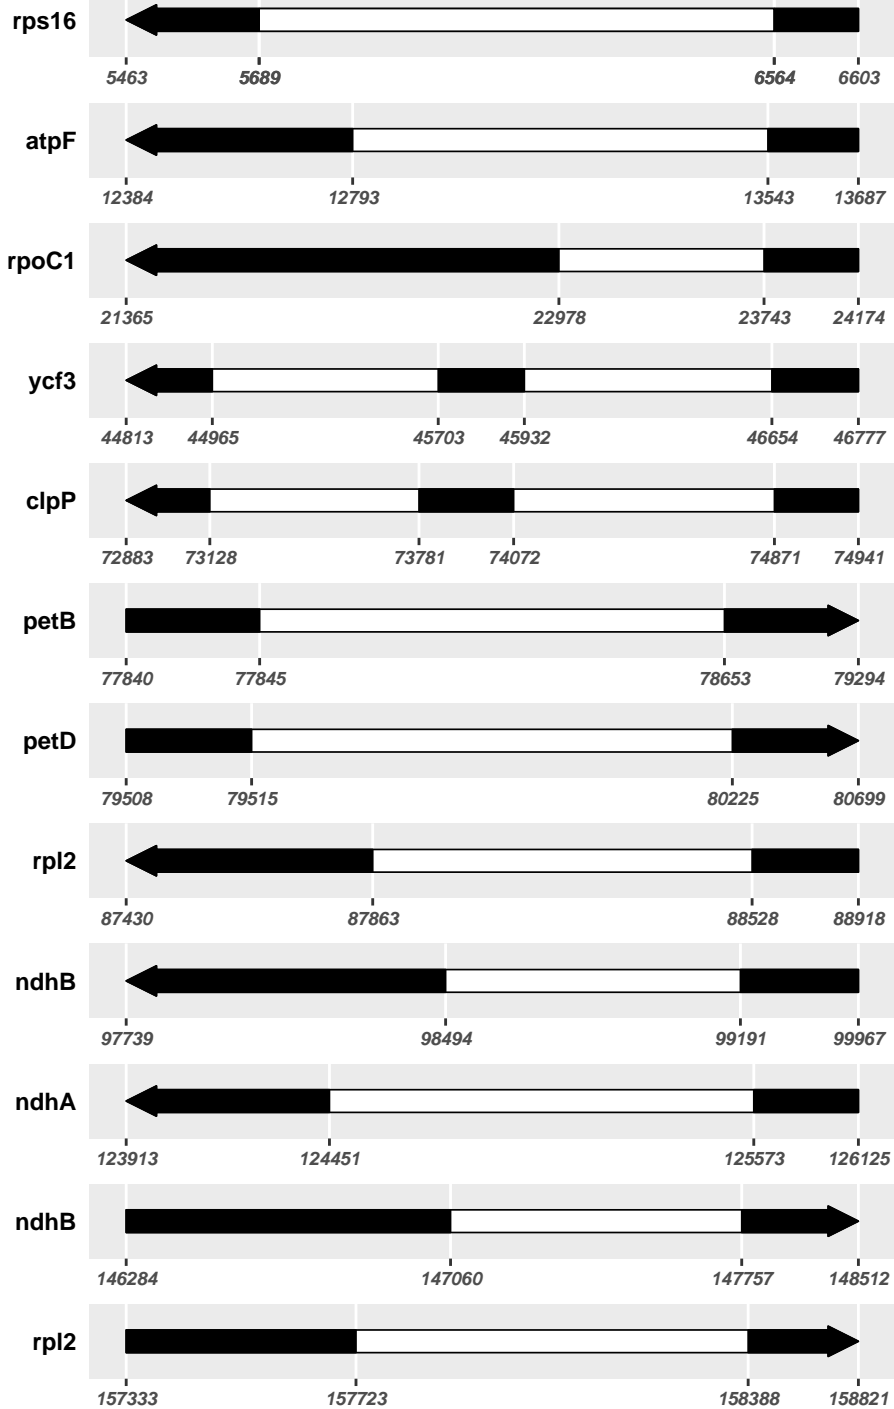 rps16
5463 5689 6564 6603
atpF
12384 12793 13543 13687
rpoC1
21365 22978 23743 24174
ycf3
44813 44965 45703 45932 46654 46777
clpP
72883 73128 73781 74072 74871 74941
petB
77840 77845 78653 79294
petD
79508 79515 80225 80699
rpl2
87430 87863 88528 88918
ndhB
97739 98494 99191 99967
ndhA
123913 124451 125573 126125
ndhB
146284 147060 147757 148512
rpl2
157333 157723 158388 158821